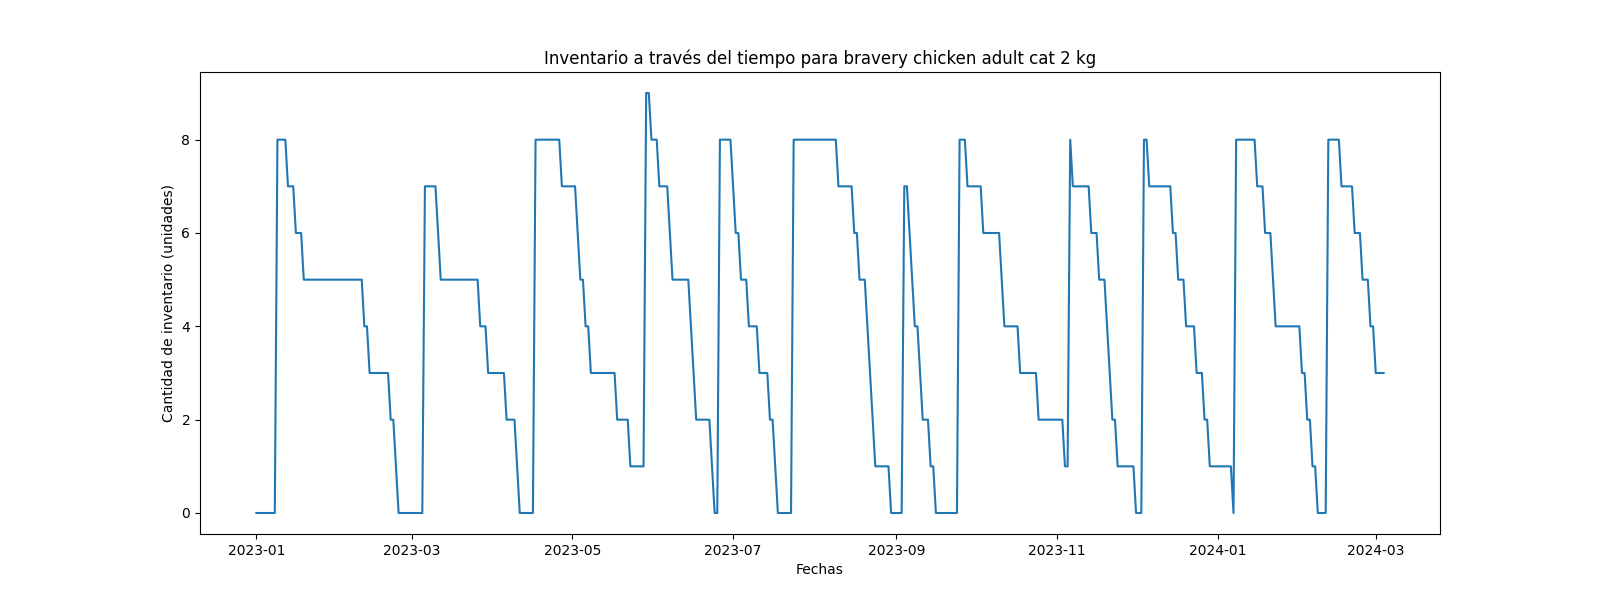 Inventario a través del tiempo para bravery chicken adult cat 2 kg
Cantidad de inventario (unidades)
8
6
4
2
0
2023-01 2023-03 2023-05 2023-07 2023-09 2023-11 2024-01 2024-03
Fechas